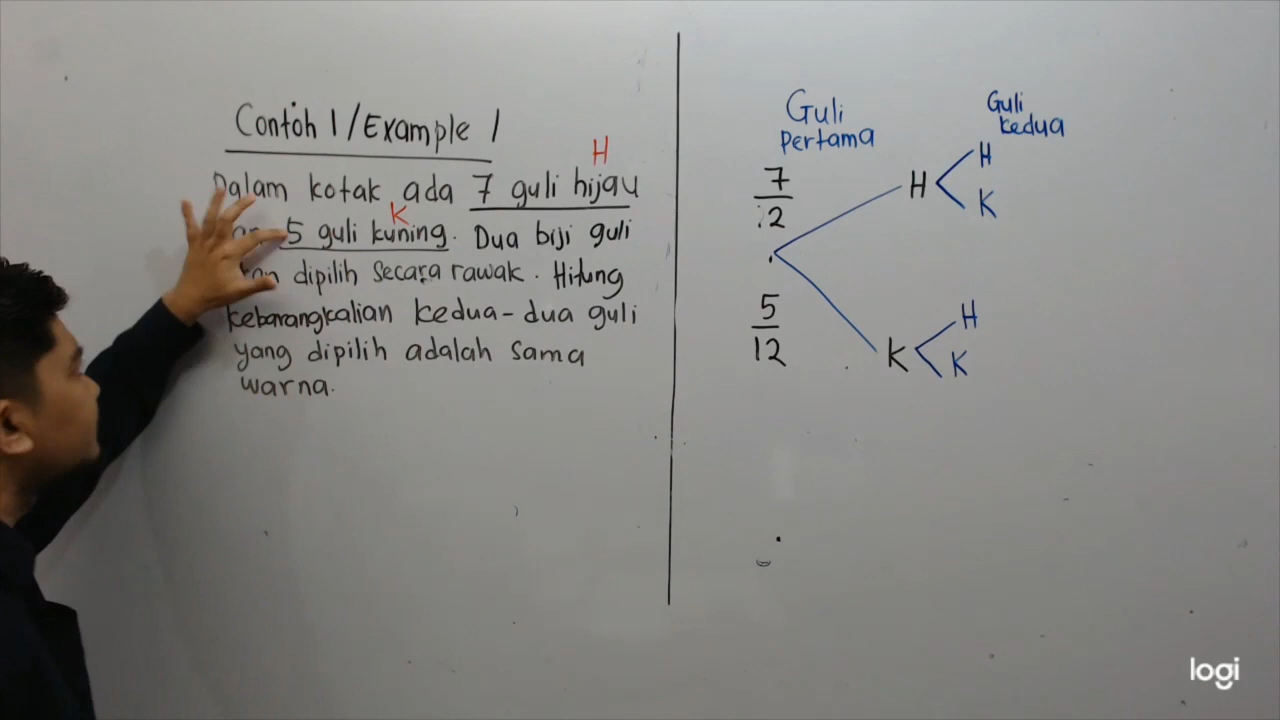 Contoh 1/Example 1
H
Dalam kotak ada 7 guli hijau
K
5 guli kuning. Dua biji guli
dipilih secara rawak. Hitung
kebarangkalian kedua-dua guli
yang dipilih adalah sama
warna.
Guli
pertama
Guli
kedua
7
12
H
H
K
5
12
K
H
K
logi